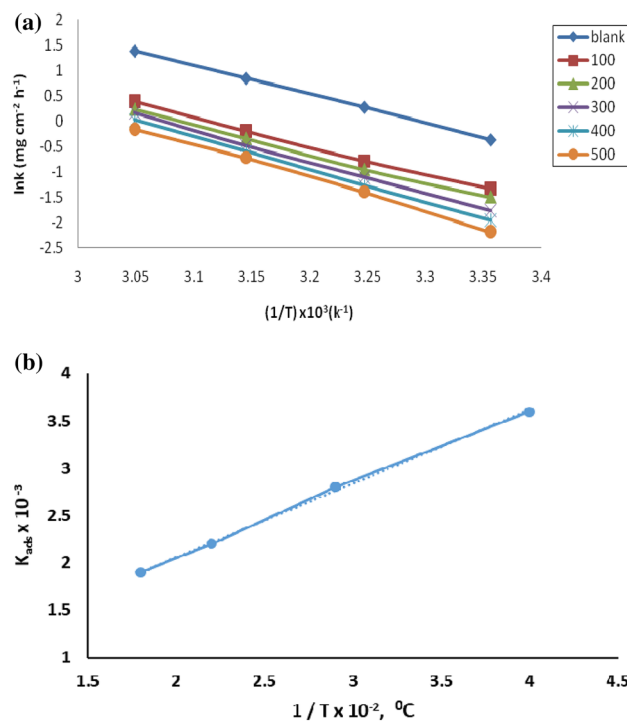 (a)
2
1.5
1
0.5
0
-0.5
-1
-1.5
-2
-2.5
lnk (mg cm⁻² h⁻¹)
3 3.05 3.1 3.15 3.2 3.25 3.3 3.35 3.4
(1/T)x10³(k⁻¹)
blank
100
200
300
400
500
(b)
4
3.5
3
2.5
2
1.5
1
Kads x 10⁻³
1.5 2 2.5 3 3.5 4 4.5
1 / T x 10⁻², ⁰C